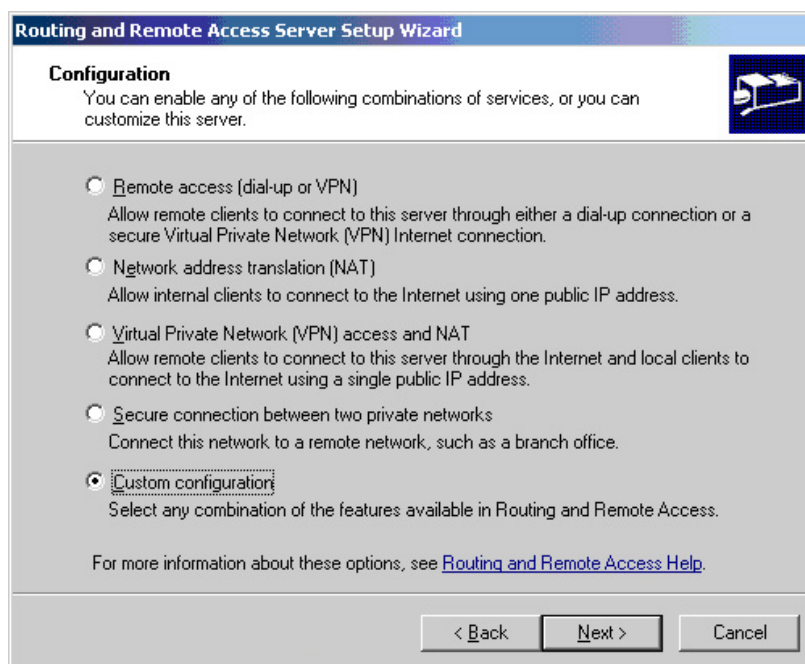 Routing and Remote Access Server Setup Wizard
Configuration
You can enable any of the following combinations of services, or you can
customize this server.
Remote access (dial-up or VPN)
Allow remote clients to connect to this server through either a dial-up connection or a
secure Virtual Private Network (VPN) Internet connection.
Network address translation (NAT)
Allow internal clients to connect to the Internet using one public IP address.
Virtual Private Network (VPN) access and NAT
Allow remote clients to connect to this server through the Internet and local clients to
connect to the Internet using a single public IP address.
Secure connection between two private networks
Connect this network to a remote network, such as a branch office.
Custom configuration
Select any combination of the features available in Routing and Remote Access.
For more information about these options, see Routing and Remote Access Help.
< Back Next > Cancel